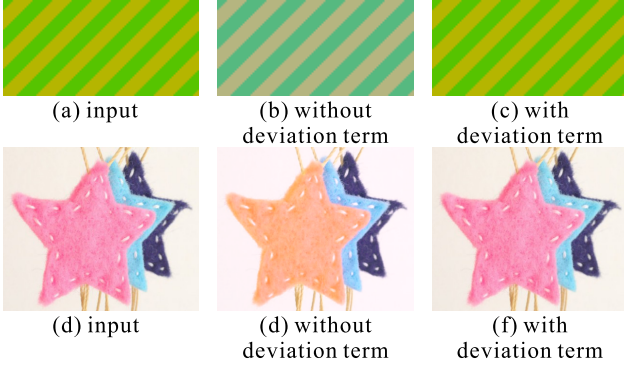 (a) input
(b) without
deviation term
(c) with
deviation term
(d) input
(d) without
deviation term
(f) with
deviation term